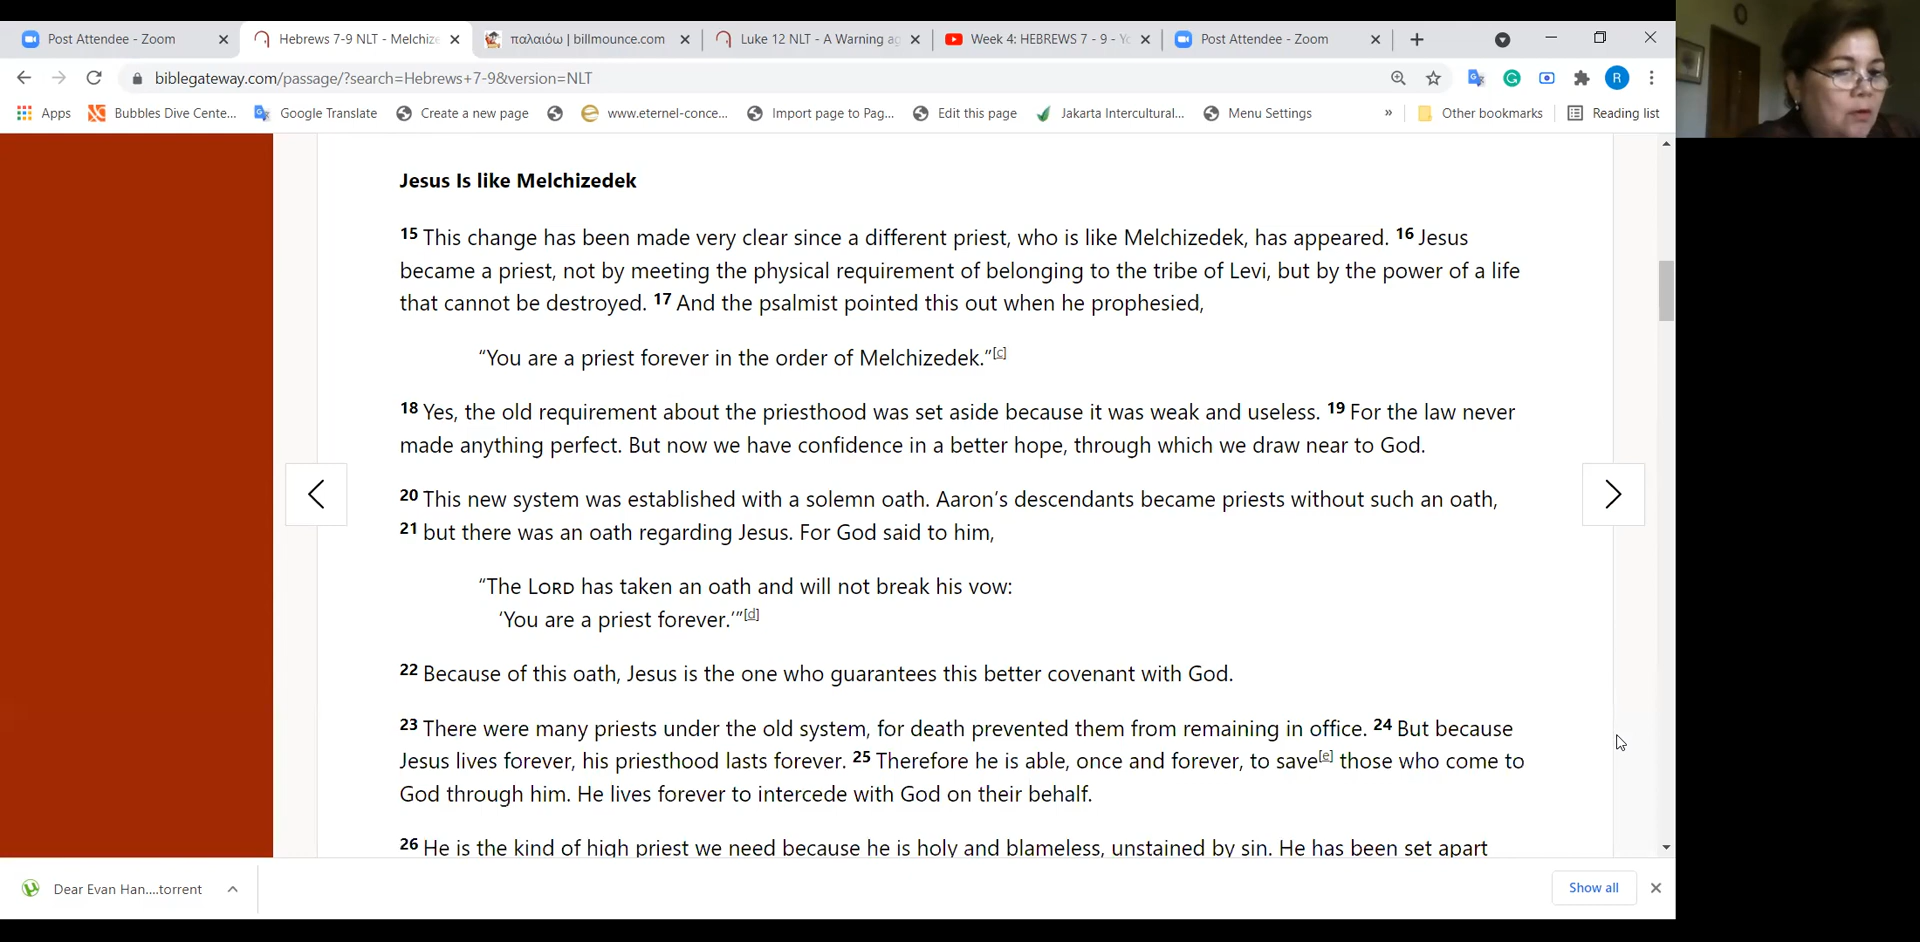 Post Attendee - Zoom
Hebrews 7-9 NLT - Melchize
παλαιόω | billmounce.com
Luke 12 NLT - A Warning ag
Week 4: HEBREWS 7 - 9 - Yo
Post Attendee - Zoom
biblegateway.com/passage/?search=Hebrews+7-9&version=NLT
R
Apps
Bubbles Dive Cente...
Google Translate
Create a new page
www.eternel-conce...
Import page to Pag...
Edit this page
Jakarta Intercultural...
Menu Settings
»
Other bookmarks
Reading list
Jesus Is like Melchizedek
15 This change has been made very clear since a different priest, who is like Melchizedek, has appeared. 16 Jesus
became a priest, not by meeting the physical requirement of belonging to the tribe of Levi, but by the power of a life
that cannot be destroyed. 17 And the psalmist pointed this out when he prophesied,
“You are a priest forever in the order of Melchizedek.”[c]
18 Yes, the old requirement about the priesthood was set aside because it was weak and useless. 19 For the law never
made anything perfect. But now we have confidence in a better hope, through which we draw near to God.
20 This new system was established with a solemn oath. Aaron’s descendants became priests without such an oath,
21 but there was an oath regarding Jesus. For God said to him,
“The LORD has taken an oath and will not break his vow:
‘You are a priest forever.’”[d]
22 Because of this oath, Jesus is the one who guarantees this better covenant with God.
23 There were many priests under the old system, for death prevented them from remaining in office. 24 But because
Jesus lives forever, his priesthood lasts forever. 25 Therefore he is able, once and forever, to save[e] those who come to
God through him. He lives forever to intercede with God on their behalf.
26 He is the kind of high priest we need because he is holy and blameless, unstained by sin. He has been set apart
Dear Evan Han....torrent
Show all